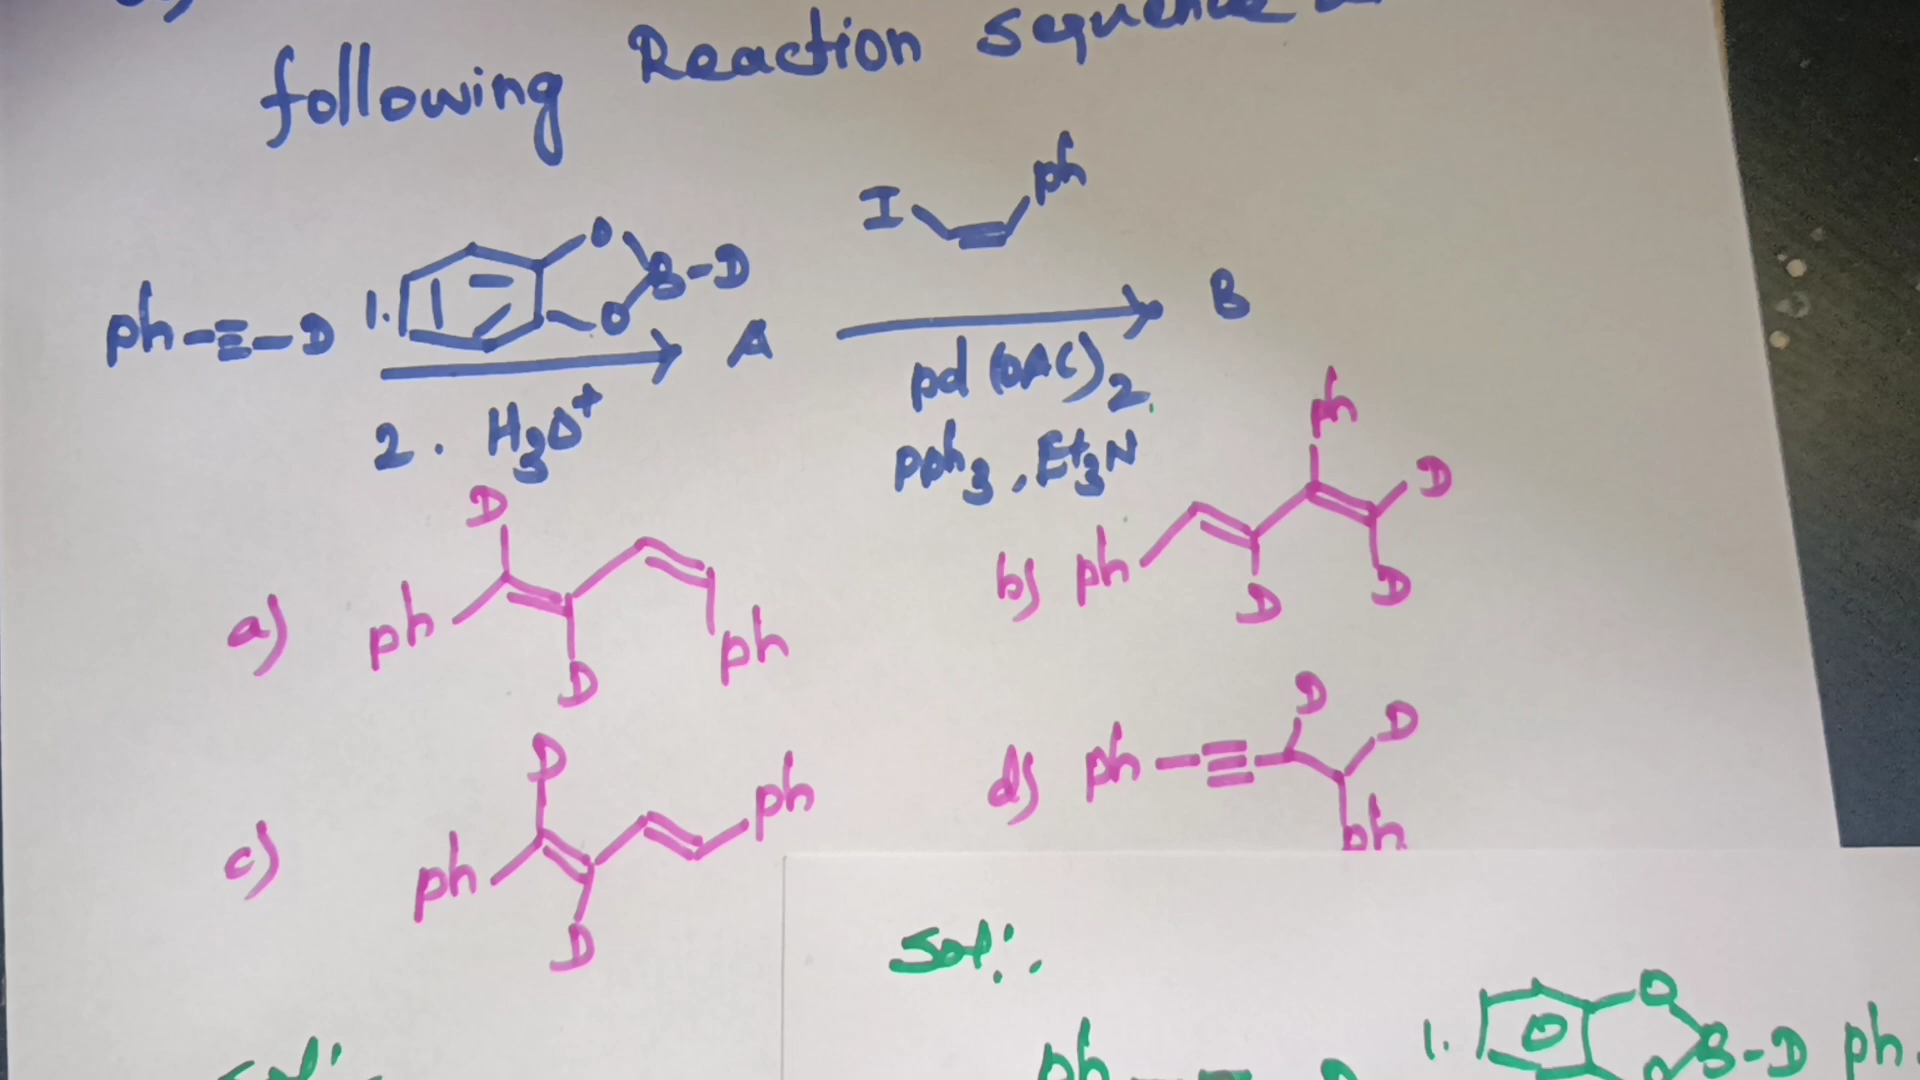 following Reaction sequence
I ph
ph-≡-D 1. O O B-D A B
2. H3O+ pd (OAC)2
pph3, Et3N
a) ph D D ph
b) ph D ph D D
c) ph D D ph
d) ph-≡ D D ph
Sol:.
Sol:
ph 1. O B-D ph